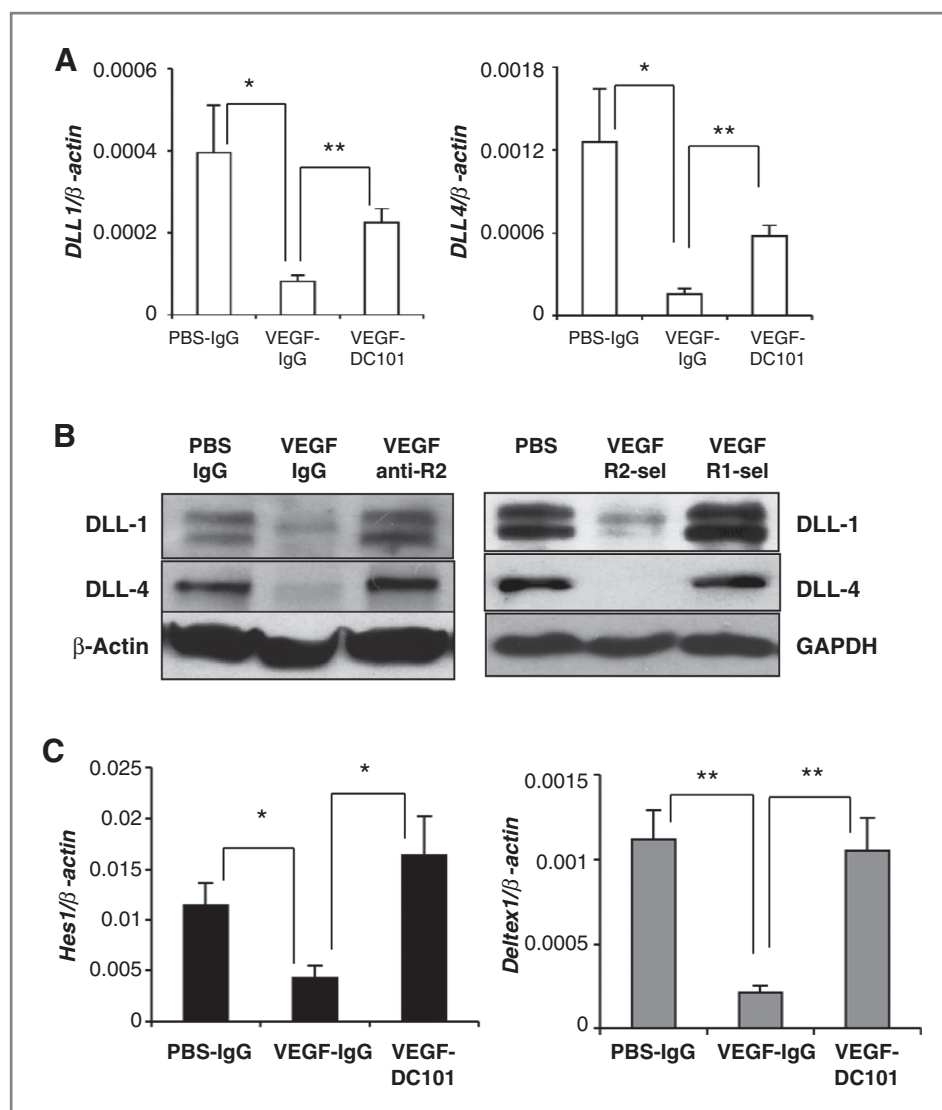 A
0.0006
0.0004
0.0002
0
DLL1/β-actin
*
**
PBS-IgG
VEGF-
IgG
VEGF-
DC101
0.0018
0.0012
0.0006
0
DLL4/β-actin
*
**
PBS-IgG
VEGF-
IgG
VEGF-
DC101
B
PBS
IgG
VEGF
IgG
VEGF
anti-R2
DLL-1
DLL-4
β-Actin
PBS
VEGF
R2-sel
VEGF
R1-sel
DLL-1
DLL-4
GAPDH
C
0.025
0.02
0.015
0.01
0.005
0
Hes1/β-actin
*
*
PBS-IgG
VEGF-IgG
VEGF-
DC101
0.0015
0.001
0.0005
0
Deltex1/β-actin
**
**
PBS-IgG
VEGF-IgG
VEGF-
DC101